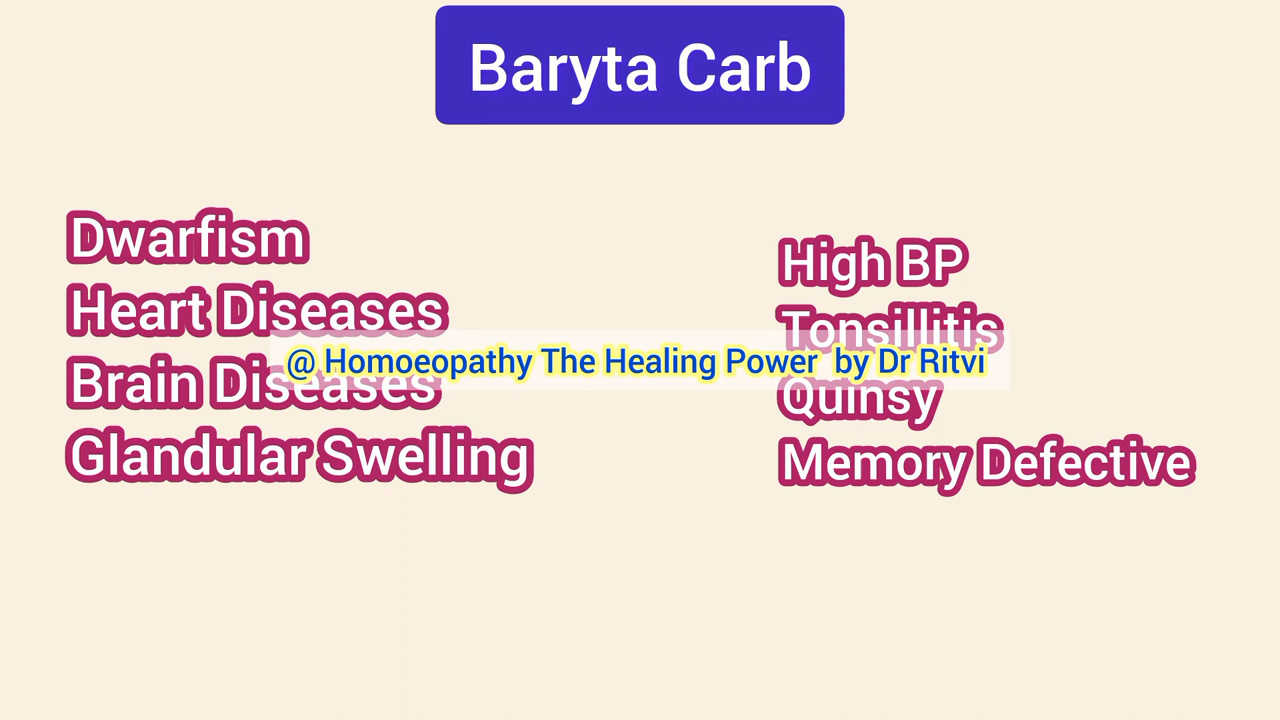 Baryta Carb
Dwarfism
Heart Diseases
Brain Diseases
Glandular Swelling
High BP
Tonsillitis
Quinsy
Memory Defective
@ Homoeopathy The Healing Power by Dr Ritvi